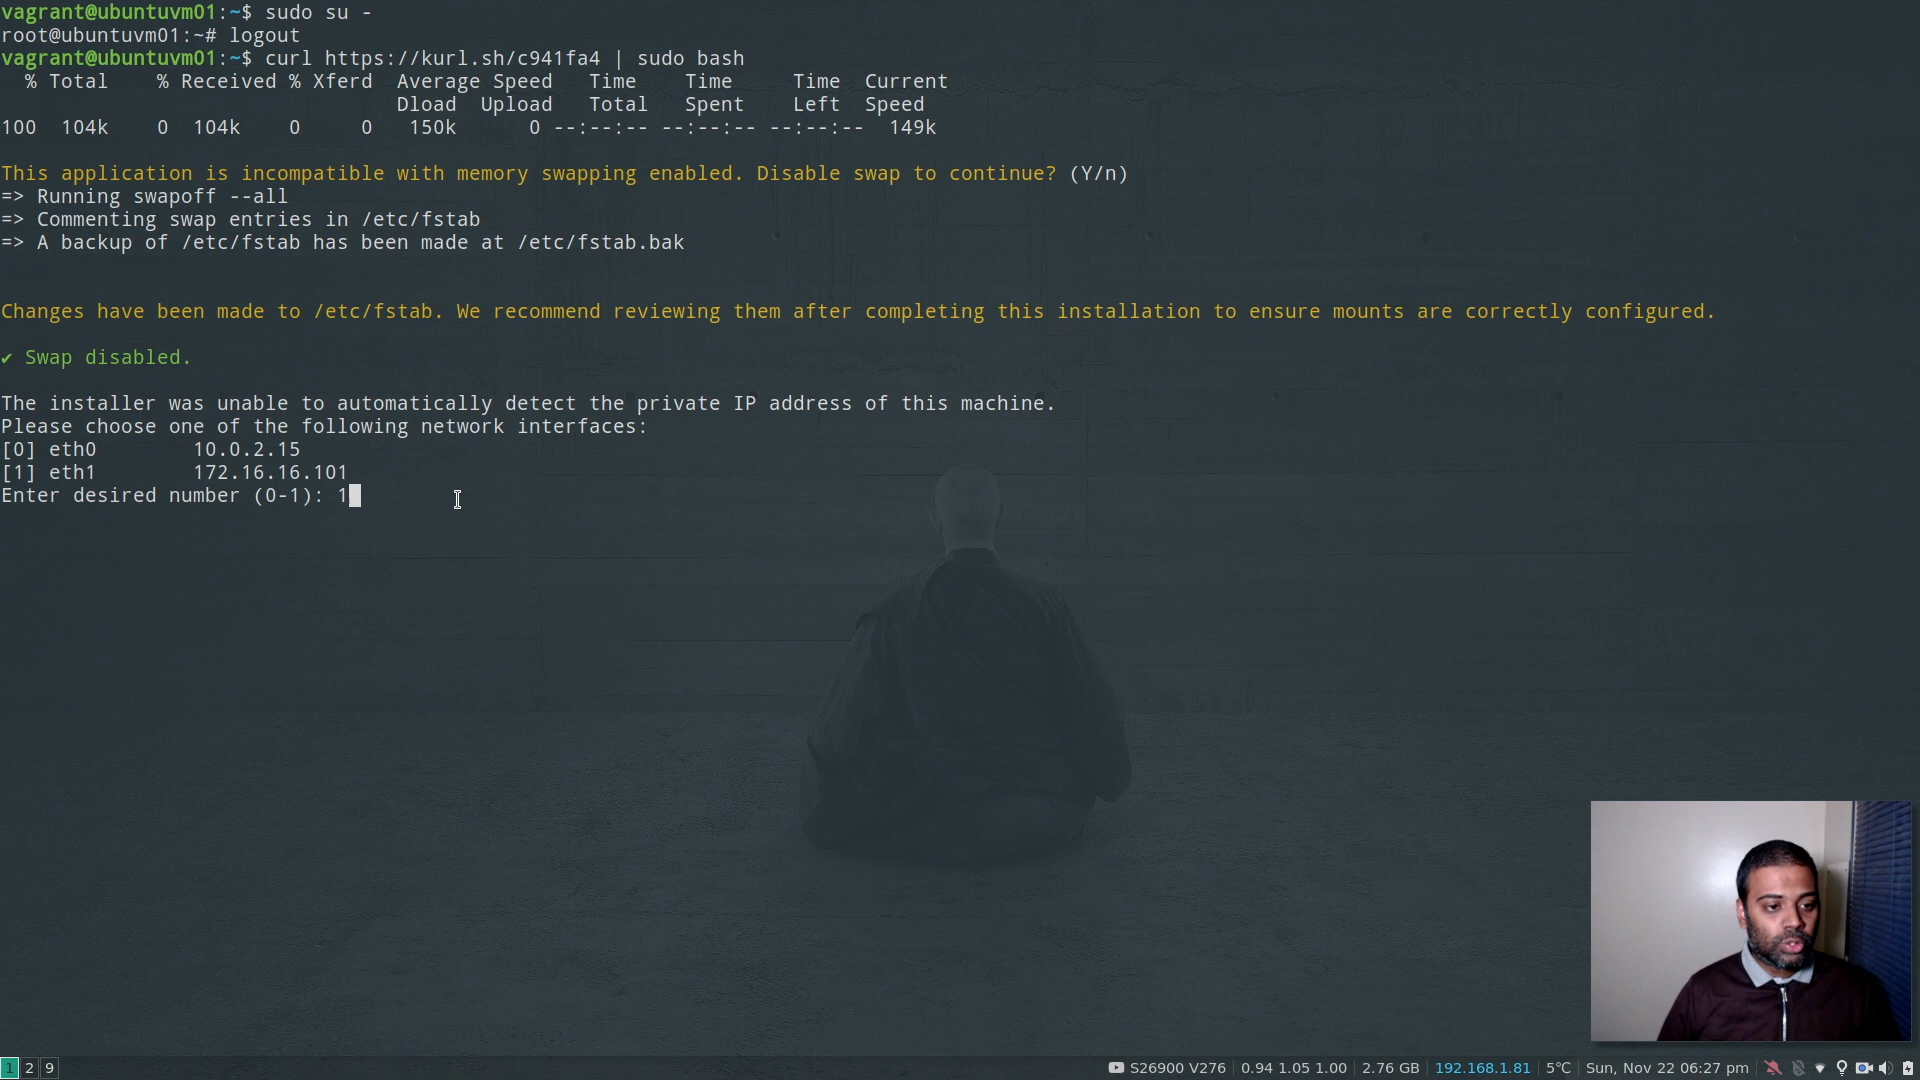 vagrant@ubuntuvm01:~$ sudo su -
root@ubuntuvm01:~# logout
vagrant@ubuntuvm01:~$ curl https://kurl.sh/c941fa4 | sudo bash
  % Total    % Received % Xferd  Average Speed   Time    Time     Time  Current
                                 Dload  Upload   Total   Spent    Left  Speed
100  104k    0  104k    0     0   150k      0 --:--:-- --:--:-- --:--:--  149k
This application is incompatible with memory swapping enabled. Disable swap to continue? (Y/n)
=> Running swapoff --all
=> Commenting swap entries in /etc/fstab
=> A backup of /etc/fstab has been made at /etc/fstab.bak
Changes have been made to /etc/fstab. We recommend reviewing them after completing this installation to ensure mounts are correctly configured.
✔ Swap disabled.
The installer was unable to automatically detect the private IP address of this machine.
Please choose one of the following network interfaces:
[0] eth0        10.0.2.15
[1] eth1        172.16.16.101
Enter desired number (0-1): 1
1 2 9 S26900 V276 0.94 1.05 1.00 2.76 GB 192.168.1.81 5°C Sun, Nov 22 06:27 pm